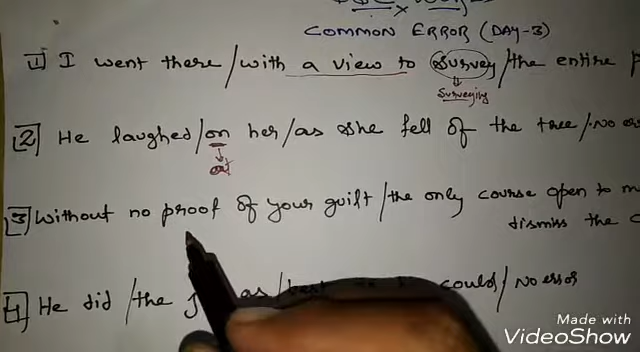 COMMON ERROR (DAY-3)
1 I went there/with a view to Survey/the entire
Surveying
2 He laughed/on her/as she fell of the tree/No
at
3 Without no proof of your guilt/the only course open to
dismiss the
4 He did/the as/ could/No error
Made with
VideoShow